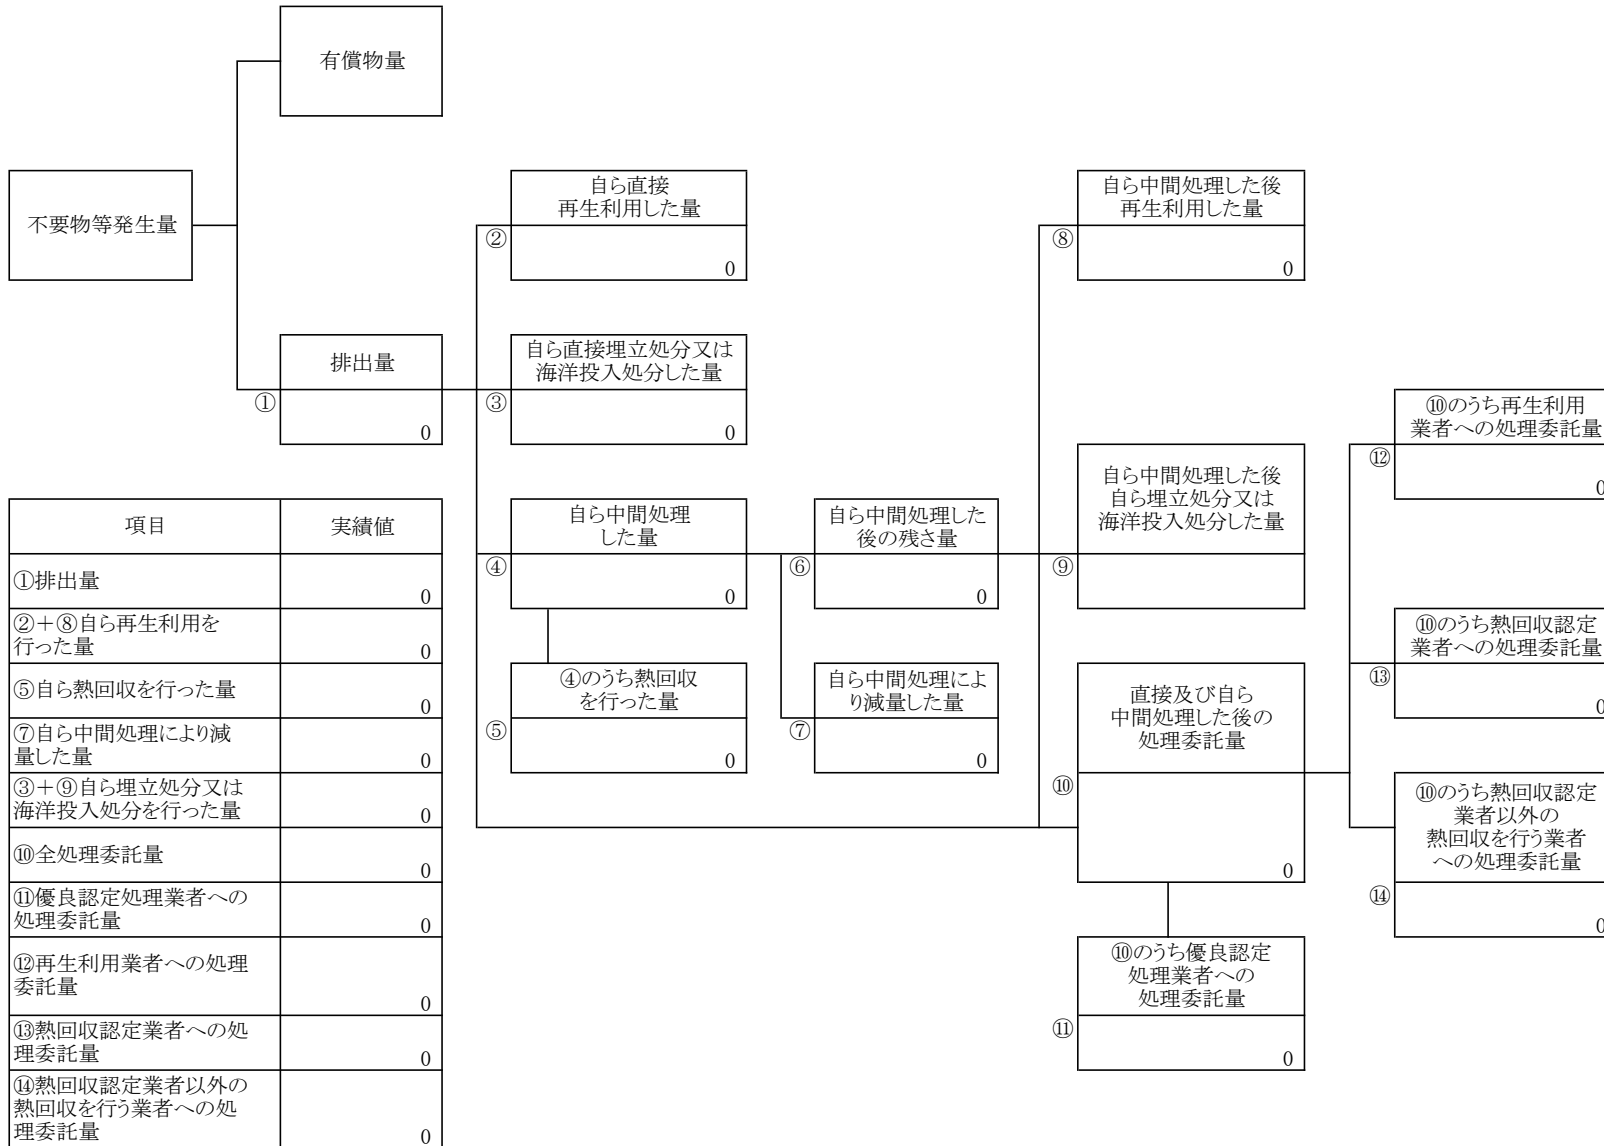 有償物量
不要物等発生量
自ら直接
再生利用した量
②
0
自ら中間処理した後
再生利用した量
⑧
0
排出量
①
0
自ら直接埋立処分又は
海洋投入処分した量
③
0
⑩のうち再生利用
業者への処理委託量
⑫
0
自ら中間処理
した量
④
0
自ら中間処理した
後の残さ量
⑥
0
自ら中間処理した後
自ら埋立処分又は
海洋投入処分した量
⑨
⑩のうち熱回収認定
業者への処理委託量
⑬
0
④のうち熱回収
を行った量
⑤
0
自ら中間処理によ
り減量した量
⑦
0
直接及び自ら
中間処理した後の
処理委託量
⑩
0
⑩のうち熱回収認定
業者以外の
熱回収を行う業者
への処理委託量
⑭
0
⑩のうち優良認定
処理業者への
処理委託量
⑪
0
項目 実績値
①排出量
0
②+⑧自ら再生利用を
行った量
0
⑤自ら熱回収を行った量
0
⑦自ら中間処理により減
量した量
0
③+⑨自ら埋立処分又は
海洋投入処分を行った量
0
⑩全処理委託量
0
⑪優良認定処理業者への
処理委託量
0
⑫再生利用業者への処理
委託量
0
⑬熱回収認定業者への処
理委託量
0
⑭熱回収認定業者以外の
熱回収を行う業者への処
理委託量
0